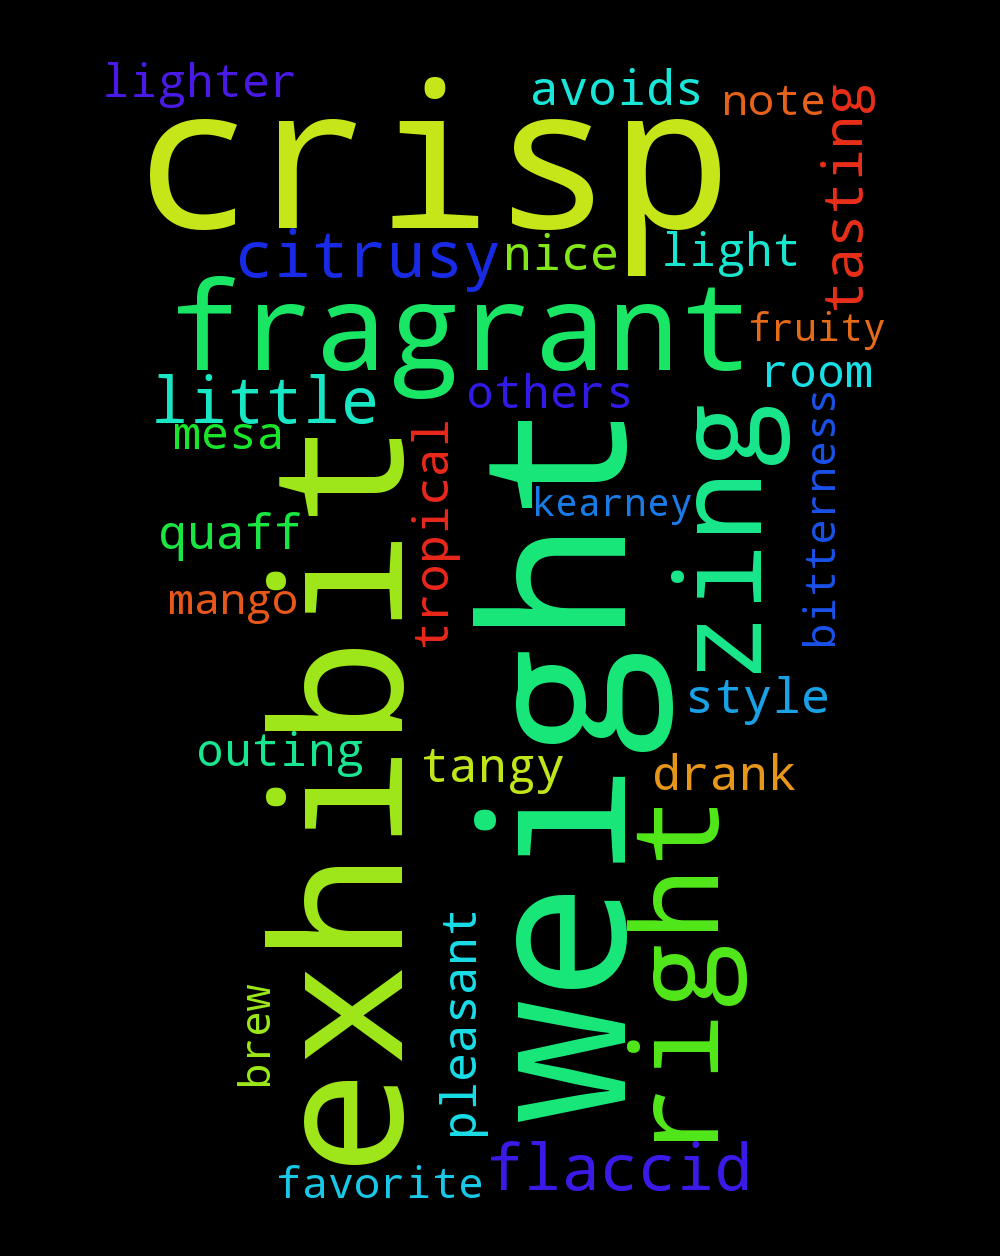 lighter
avoids
note
crisp
tasting
citrusy
nice
light
fragrant
fruity
room
little
others
mesa
exhibit
tropical
weight
kearney
zing
bitterness
quaff
mango
style
outing
tangy
drank
right
brew
pleasant
flaccid
favorite